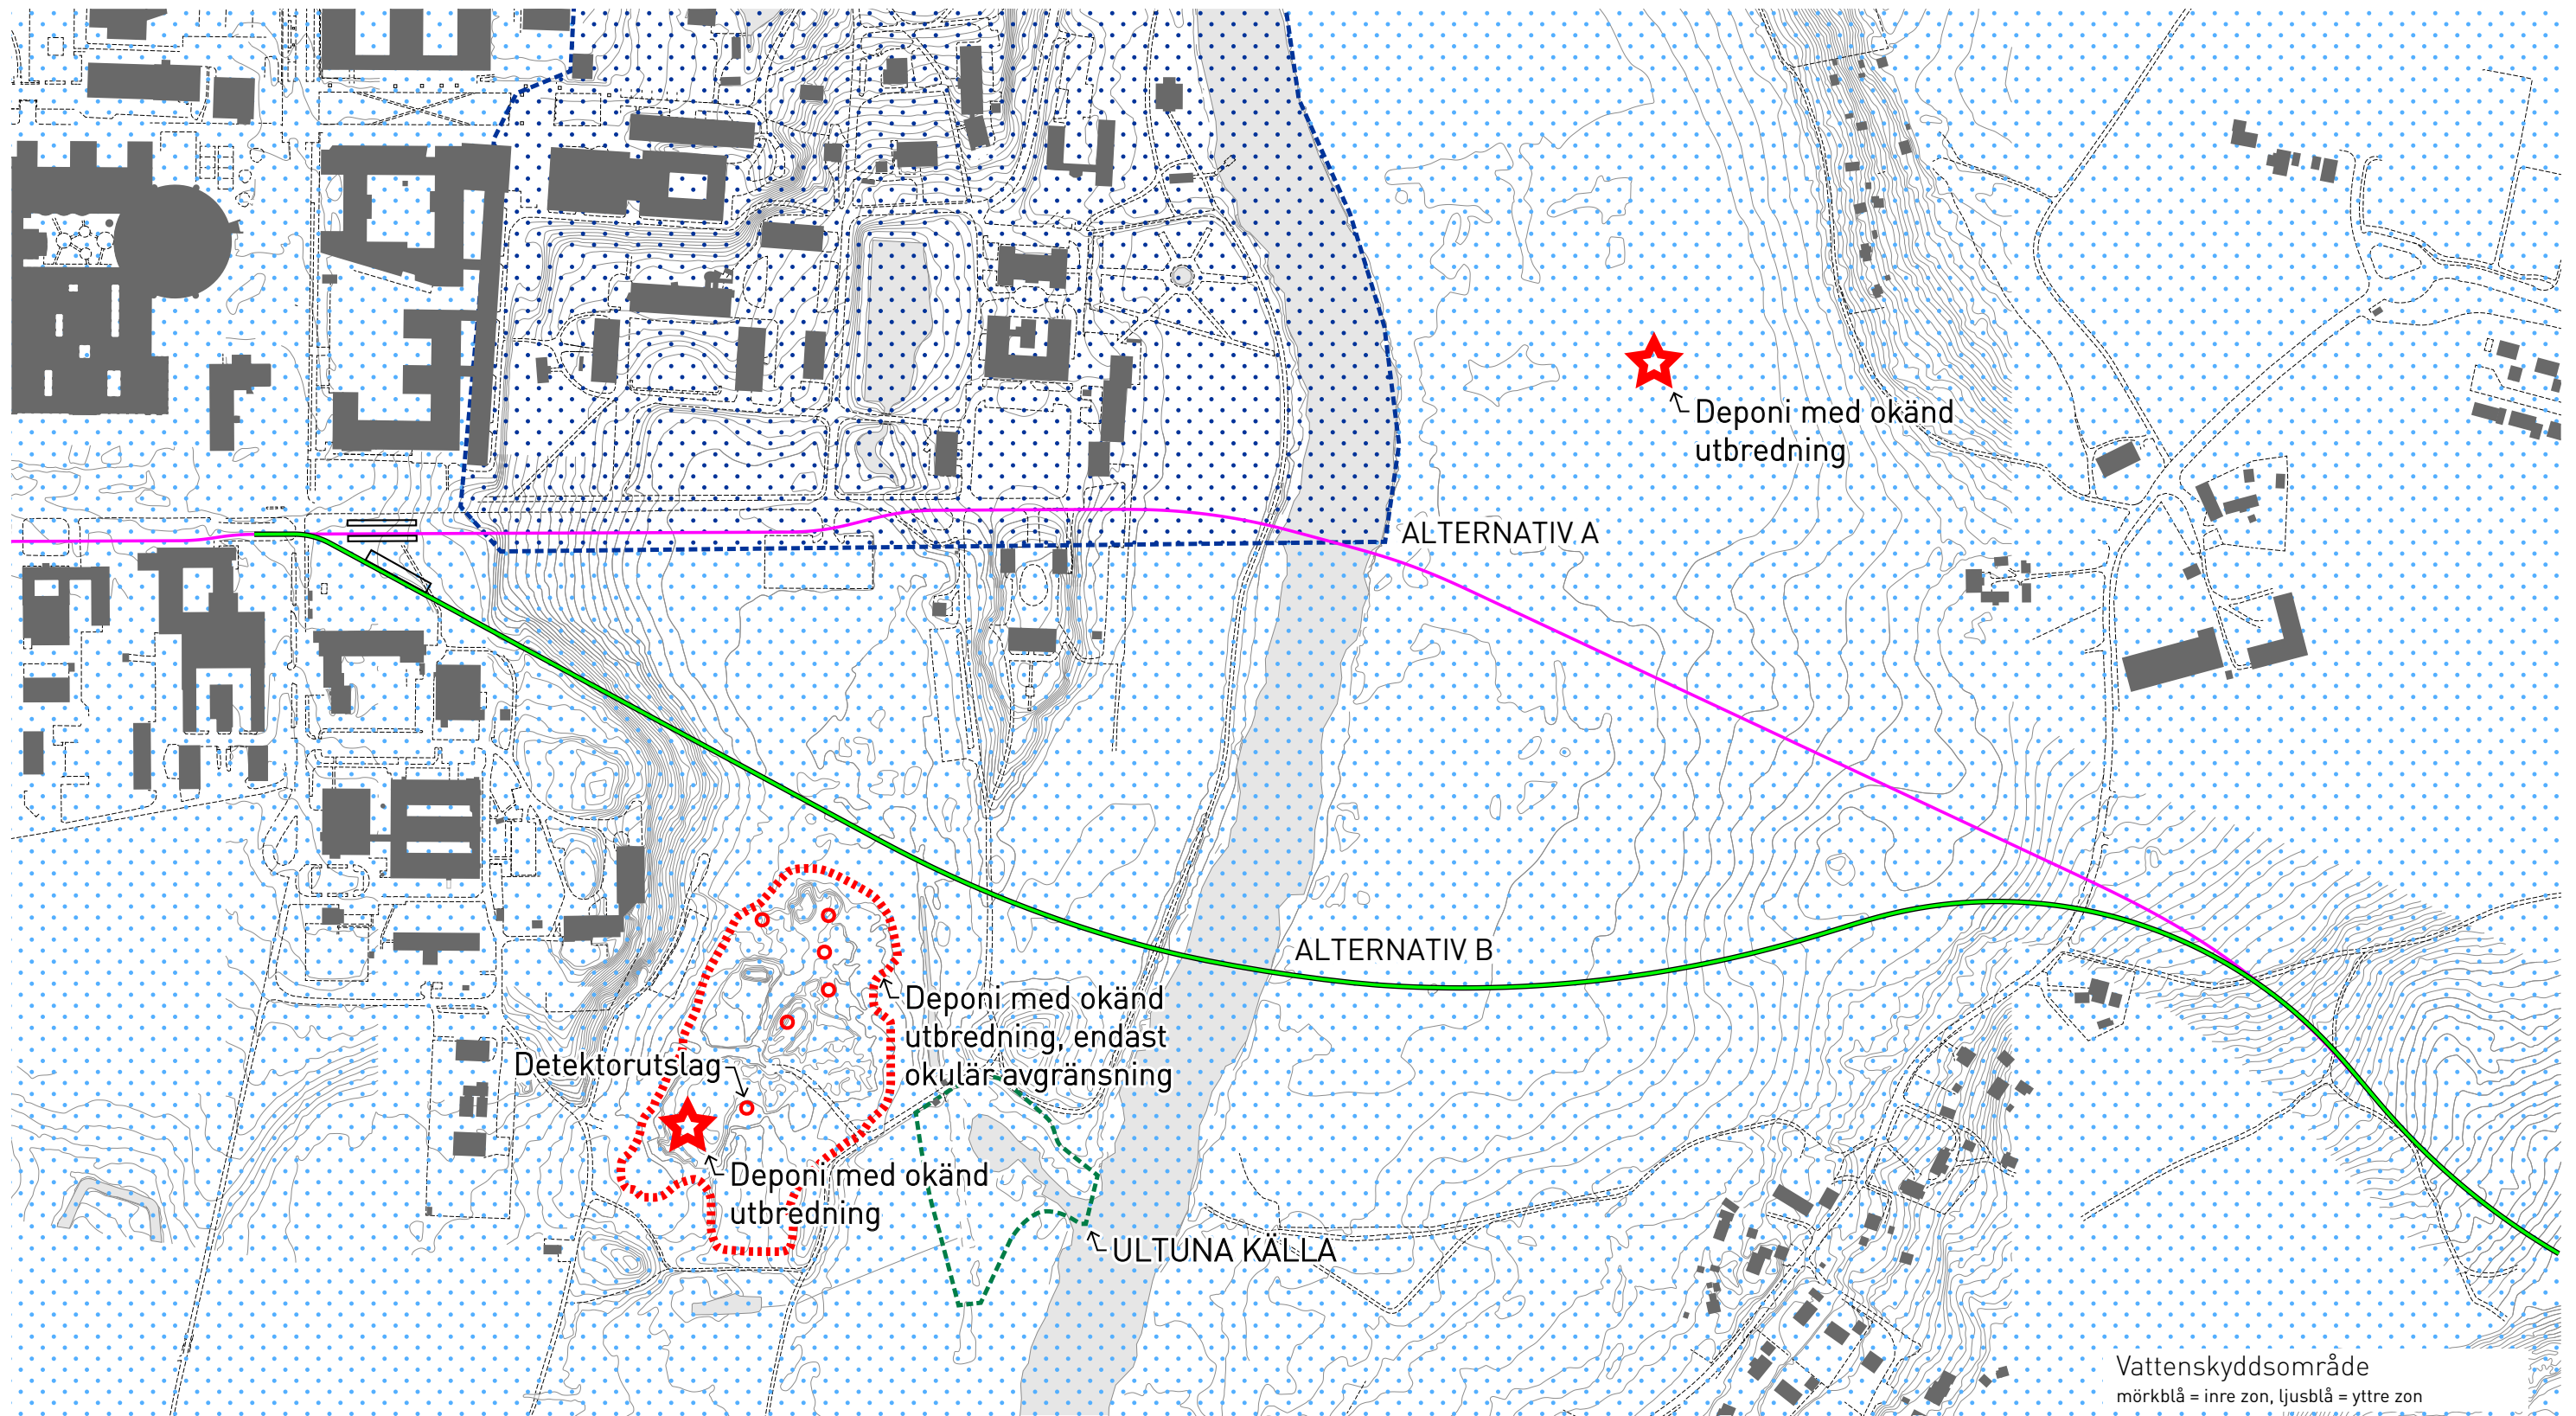 Deponi med okänd
utbredning
ALTERNATIV A
ALTERNATIV B
Deponi med okänd
utbredning, endast
okulär avgränsning
Detektorutslag
Deponi med okänd
utbredning
ULTUNA KÄLLA
Vattenskyddsområde
mörkblå = inre zon, ljusblå = yttre zon